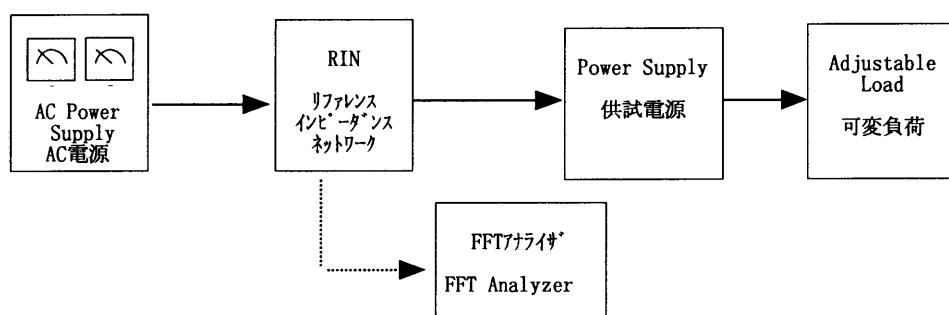 AC Power
Supply
AC電源
RIN
リファレンス
インピーダンス
ネットワーク
Power Supply
供試電源
Adjustable
Load
可変負荷
FFTアナライザ
FFT Analyzer